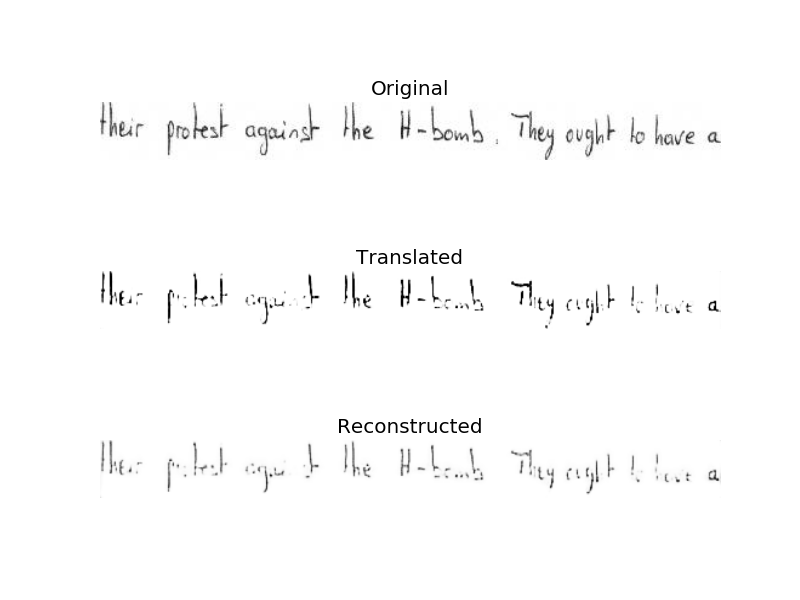 Original
their protest against the H-bomb. They ought to have a
Translated
their protest against the H-bomb They ought to have a
Reconstructed
their protest against the H-bomb They ought to have a